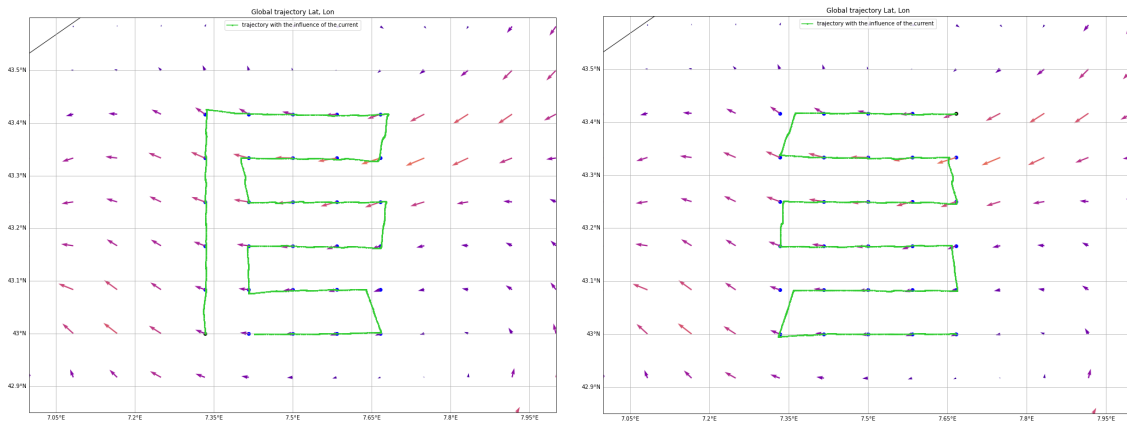 Global trajectory Lat, Lon
trajectory with the influence of the,current
43.5°N
43.4°N
43.3°N
43.2°N
43.1°N
43°N
42.9°N
7.05°E 7.2°E 7.35°E 7.5°E 7.65°E 7.8°E 7.95°E
Global trajectory Lat, Lon
trajectory with the influence of the,current
43.5°N
43.4°N
43.3°N
43.2°N
43.1°N
43°N
42.9°N
7.05°E 7.2°E 7.35°E 7.5°E 7.65°E 7.8°E 7.95°E